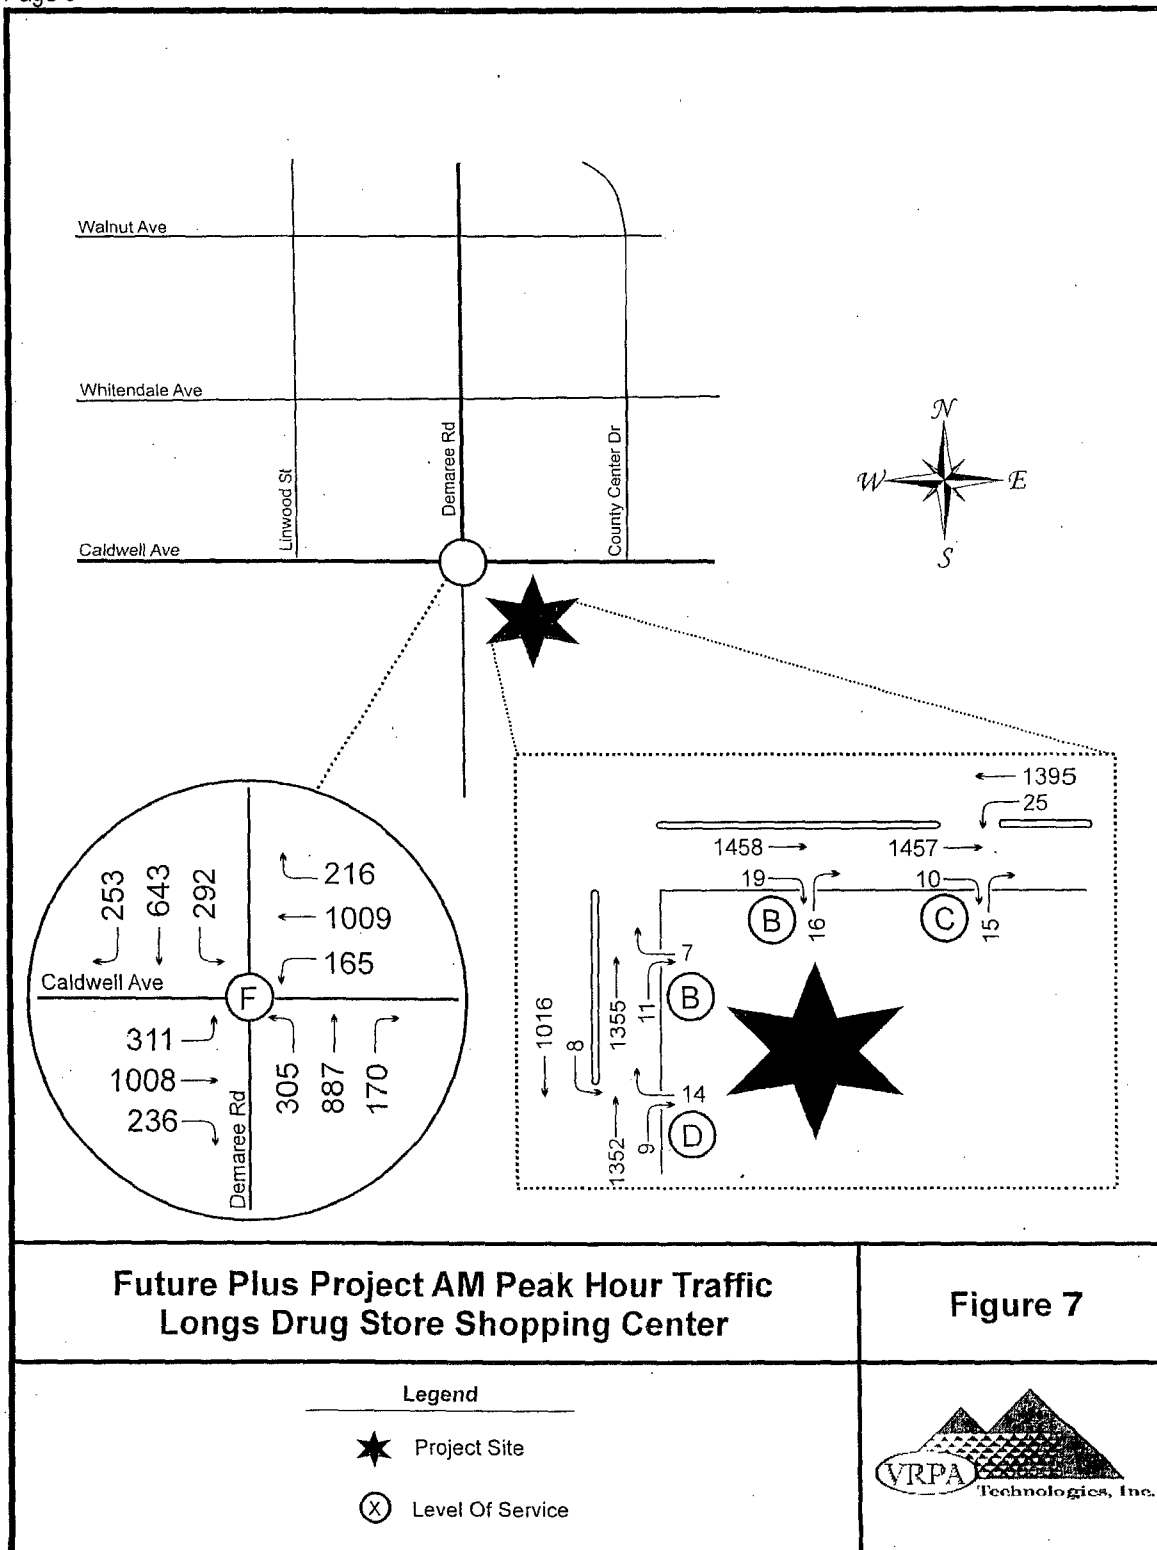 Walnut Ave
Whitendale Ave
Caldwell Ave
Linwood St
Demaree Rd
County Center Dr
N
W
E
S
253
643
292
216
1009
165
Caldwell Ave
F
311
1008
236
305
887
170
Demaree Rd
1395
25
1458
1457
19
10
B
16
C
15
7
B
11
1355
1016
8
14
D
9
1352
Future Plus Project AM Peak Hour Traffic
Longs Drug Store Shopping Center
Figure 7
Legend
Project Site
X
Level Of Service
VRPA
Technologies, Inc.